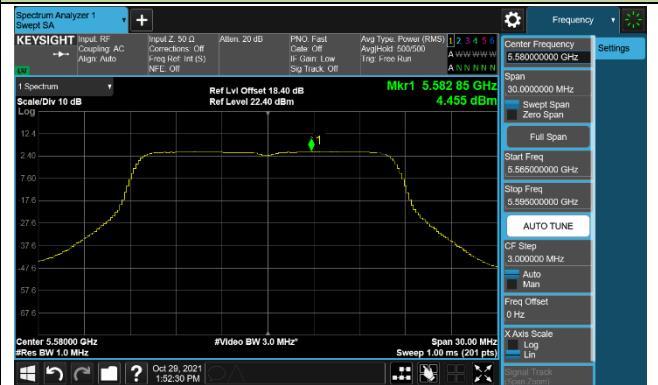 Spectrum Analyzer 1
Swept SA
+
Frequency
KEYSIGHT
Input: RF
Coupling: AC
Align: Auto
Input Z: 50 Ω
Corrections: Off
Freq Ref: Int (S)
NFE: Off
Atten: 20 dB
PNO: Fast
Gate: Off
IF Gain: Low
Sig Track: Off
Avg Type: Power (RMS)
Avg|Hold: 500/500
Trig: Free Run
1 2 3 4 5 6
A W W W W W
A N N N N N
LXI
1 Spectrum
Scale/Div 10 dB
Log
Ref Lvl Offset 18.40 dB
Ref Level 22.40 dBm
Mkr1 5.582 85 GHz
4.455 dBm
12.4
2.40
-7.60
-17.6
-27.6
-37.6
-47.6
-57.6
-67.6
1
Center 5.58000 GHz
#Res BW 1.0 MHz
#Video BW 3.0 MHz*
Span 30.00 MHz
Sweep 1.00 ms (201 pts)
Oct 29, 2021
1:52:30 PM
?
Center Frequency
5.580000000 GHz
Settings
Span
30.0000000 MHz
Swept Span
Zero Span
Full Span
Start Freq
5.565000000 GHz
Stop Freq
5.595000000 GHz
AUTO TUNE
CF Step
3.000000 MHz
Auto
Man
Freq Offset
0 Hz
X Axis Scale
Log
Lin
Signal Track
(Span Zoom)